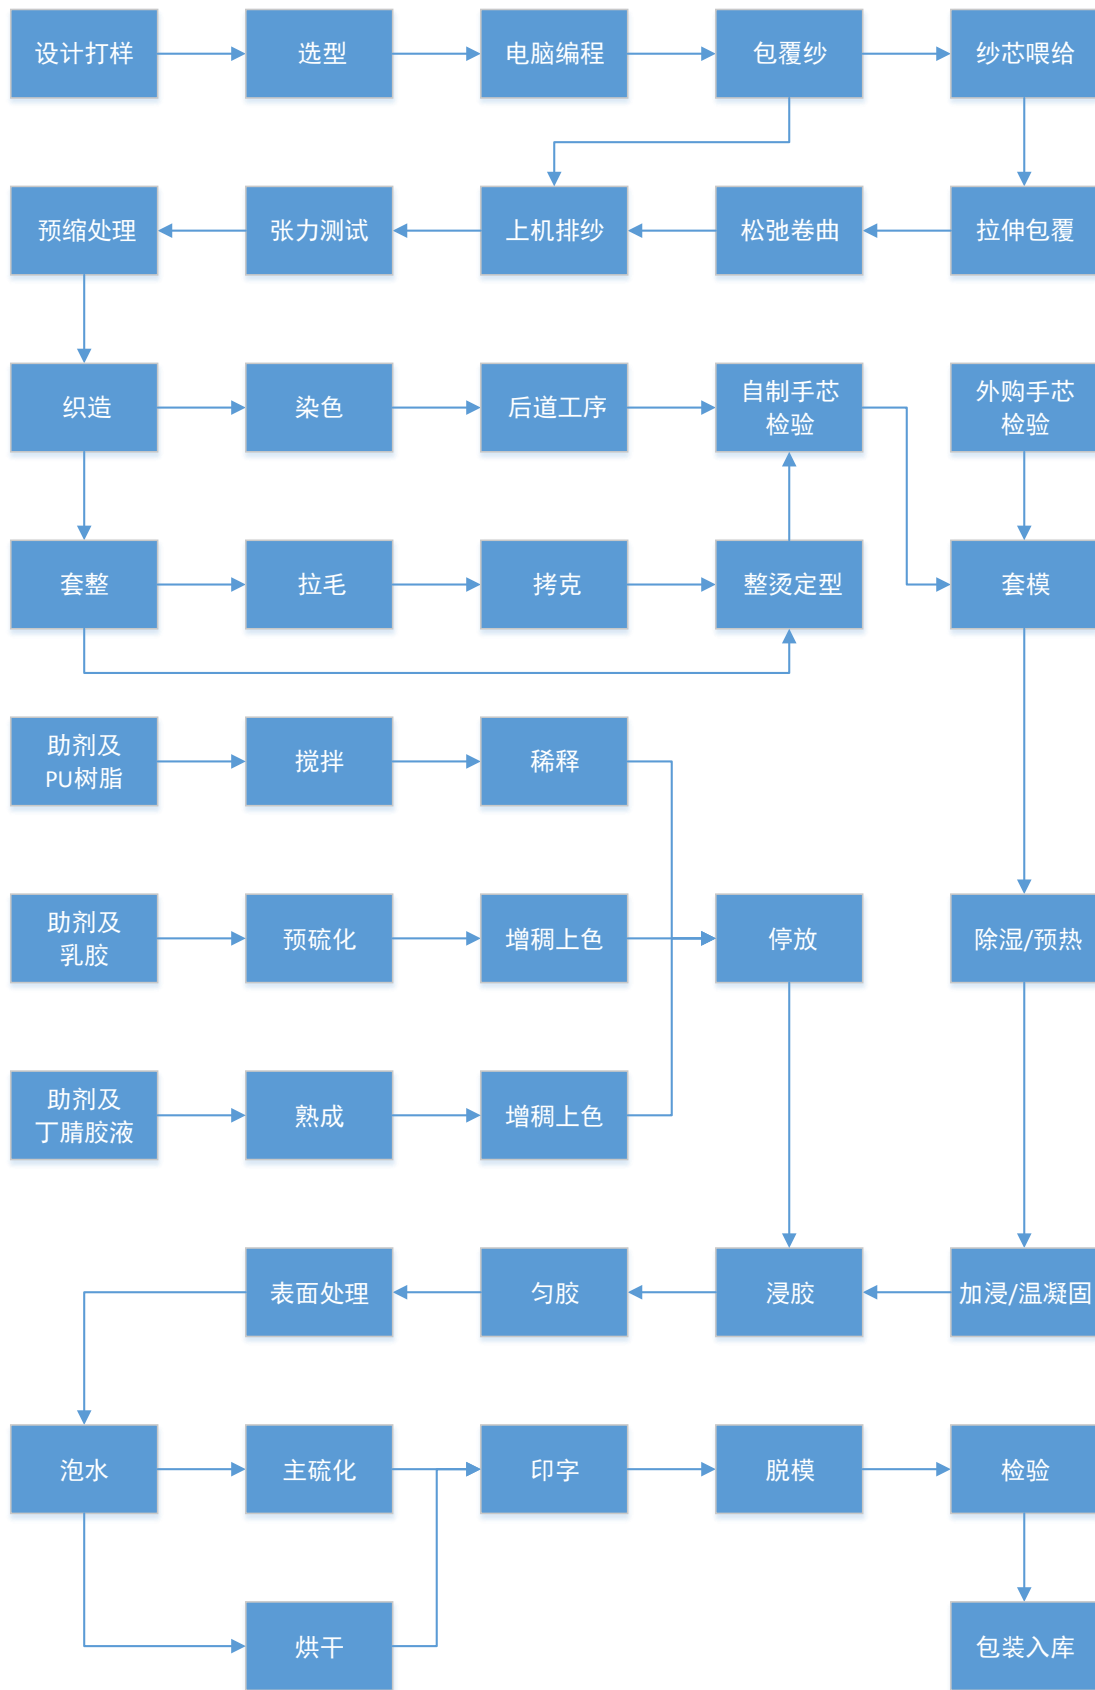 设计打样
选型
电脑编程
包覆纱
纱芯喂给
预缩处理
张力测试
上机排纱
松弛卷曲
拉伸包覆
织造
染色
后道工序
自制手芯
检验
外购手芯
检验
套整
拉毛
拷克
整烫定型
套模
助剂及
PU树脂
搅拌
稀释
助剂及
乳胶
预硫化
增稠上色
停放
除湿/预热
助剂及
丁腈胶液
熟成
增稠上色
表面处理
匀胶
浸胶
加浸/温凝固
泡水
主硫化
印字
脱模
检验
烘干
包装入库